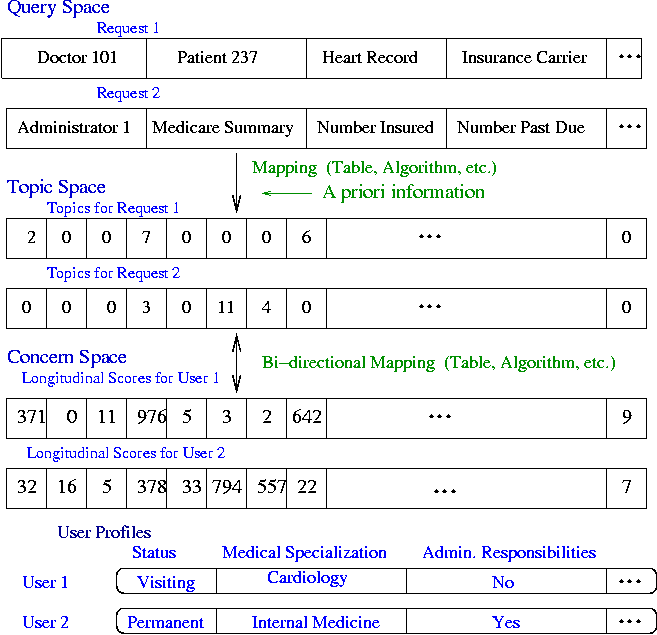 Query Space
Request 1
Doctor 101 Patient 237 Heart Record Insurance Carrier •••
Request 2
Administrator 1 Medicare Summary Number Insured Number Past Due •••
Mapping (Table, Algorithm, etc.)
A priori information
Topic Space
Topics for Request 1
2 0 0 7 0 0 0 6 ••• 0
Topics for Request 2
0 0 0 3 0 11 4 0 ••• 0
Concern Space
Bi–directional Mapping (Table, Algorithm, etc.)
Longitudinal Scores for User 1
371 0 11 976 5 3 2 642 ••• 9
Longitudinal Scores for User 2
32 16 5 378 33 794 557 22 ••• 7
User Profiles
Status Medical Specialization Admin. Responsibilities
User 1 Visiting Cardiology No •••
User 2 Permanent Internal Medicine Yes •••